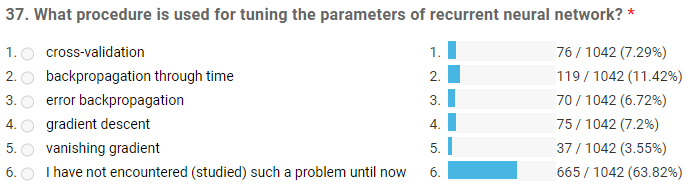 37. What procedure is used for tuning the parameters of recurrent neural network? *
1. cross-validation 1. 76 / 1042 (7.29%)
2. backpropagation through time 2. 119 / 1042 (11.42%)
3. error backpropagation 3. 70 / 1042 (6.72%)
4. gradient descent 4. 75 / 1042 (7.2%)
5. vanishing gradient 5. 37 / 1042 (3.55%)
6. I have not encountered (studied) such a problem until now 6. 665 / 1042 (63.82%)